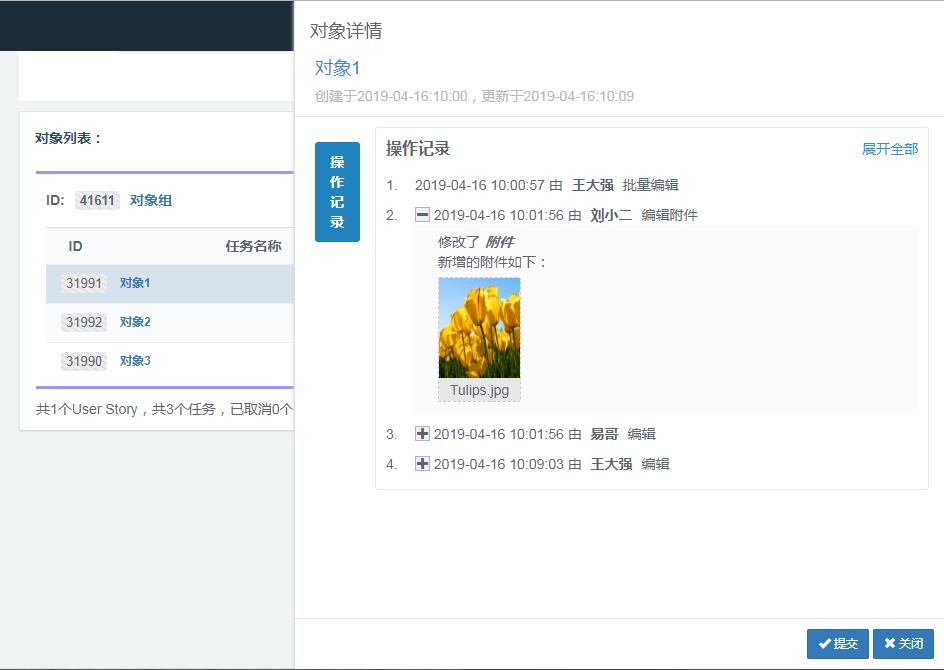 对象详情
对象1
创建于2019-04-16:10:00，更新于2019-04-16:10:09
对象列表：
ID: 41611 对象组
ID 任务名称
31991 对象1
31992 对象2
31990 对象3
共1个User Story，共3个任务，已取消0个
操作记录
操作记录 展开全部
1. 2019-04-16 10:00:57 由 王大强 批量编辑
2. 2019-04-16 10:01:56 由 刘小二 编辑附件
修改了 附件
新增的附件如下：
Tulips.jpg
3. 2019-04-16 10:01:56 由 易哥 编辑
4. 2019-04-16 10:09:03 由 王大强 编辑
提交 关闭